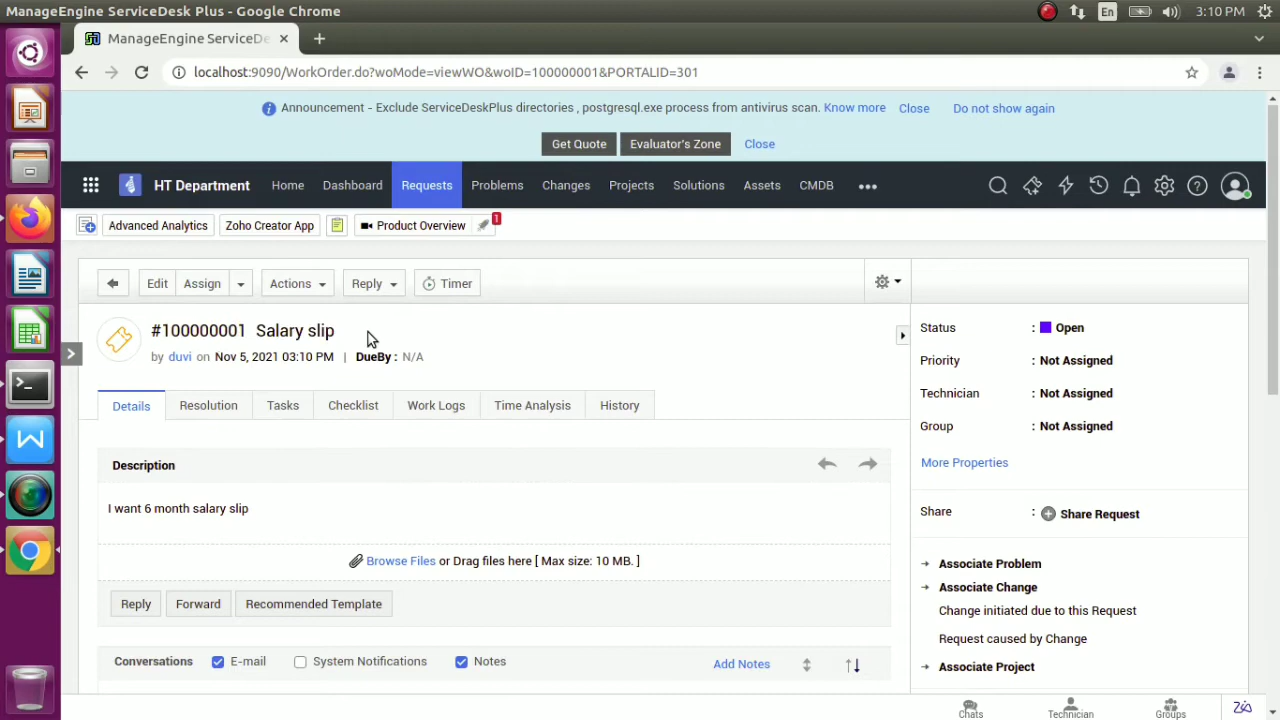 ManageEngine ServiceDesk Plus - Google Chrome En 3:10 PM
ManageEngine ServiceDe
localhost:9090/WorkOrder.do?woMode=viewWO&woID=100000001&PORTALID=301
Announcement - Exclude ServiceDeskPlus directories , postgresql.exe process from antivirus scan. Know more Close Do not show again
Get Quote Evaluator's Zone Close
HT Department Home Dashboard Requests Problems Changes Projects Solutions Assets CMDB
Advanced Analytics Zoho Creator App Product Overview 1
Edit Assign Actions Reply Timer
#100000001 Salary slip
by duvi on Nov 5, 2021 03:10 PM | DueBy : N/A
Details Resolution Tasks Checklist Work Logs Time Analysis History
Description
I want 6 month salary slip
Browse Files or Drag files here [ Max size: 10 MB. ]
Reply Forward Recommended Template
Conversations E-mail System Notifications Notes Add Notes
Status : Open
Priority : Not Assigned
Technician : Not Assigned
Group : Not Assigned
More Properties
Share : Share Request
Associate Problem
Associate Change
Change initiated due to this Request
Request caused by Change
Associate Project
Chats Technician Groups